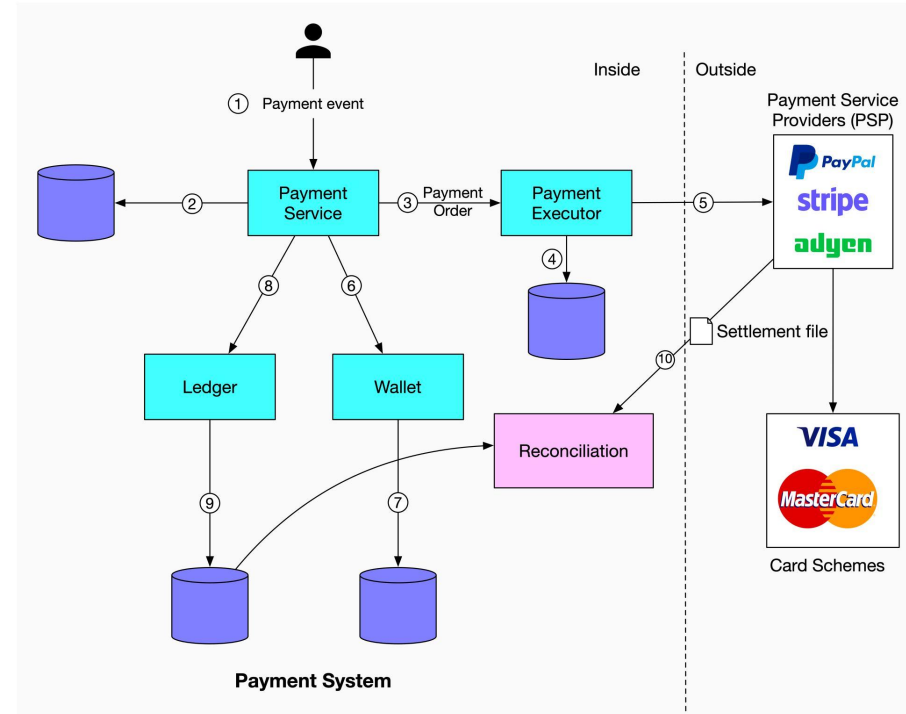 Inside
Outside
1
Payment event
Payment Service
Providers (PSP)
PayPal
stripe
adyen
2
Payment
Service
3
Payment
Order
Payment
Executor
5
4
8
6
Settlement file
10
Ledger
Wallet
Reconciliation
VISA
MasterCard
9
7
Card Schemes
Payment System